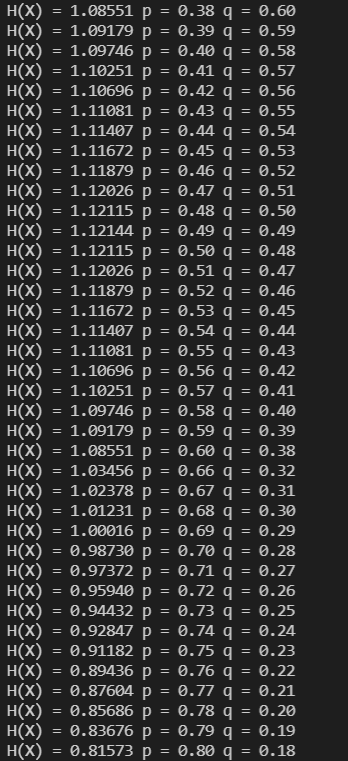 H(X) = 1.08551 p = 0.38 q = 0.60
H(X) = 1.09179 p = 0.39 q = 0.59
H(X) = 1.09746 p = 0.40 q = 0.58
H(X) = 1.10251 p = 0.41 q = 0.57
H(X) = 1.10696 p = 0.42 q = 0.56
H(X) = 1.11081 p = 0.43 q = 0.55
H(X) = 1.11407 p = 0.44 q = 0.54
H(X) = 1.11672 p = 0.45 q = 0.53
H(X) = 1.11879 p = 0.46 q = 0.52
H(X) = 1.12026 p = 0.47 q = 0.51
H(X) = 1.12115 p = 0.48 q = 0.50
H(X) = 1.12144 p = 0.49 q = 0.49
H(X) = 1.12115 p = 0.50 q = 0.48
H(X) = 1.12026 p = 0.51 q = 0.47
H(X) = 1.11879 p = 0.52 q = 0.46
H(X) = 1.11672 p = 0.53 q = 0.45
H(X) = 1.11407 p = 0.54 q = 0.44
H(X) = 1.11081 p = 0.55 q = 0.43
H(X) = 1.10696 p = 0.56 q = 0.42
H(X) = 1.10251 p = 0.57 q = 0.41
H(X) = 1.09746 p = 0.58 q = 0.40
H(X) = 1.09179 p = 0.59 q = 0.39
H(X) = 1.08551 p = 0.60 q = 0.38
H(X) = 1.03456 p = 0.66 q = 0.32
H(X) = 1.02378 p = 0.67 q = 0.31
H(X) = 1.01231 p = 0.68 q = 0.30
H(X) = 1.00016 p = 0.69 q = 0.29
H(X) = 0.98730 p = 0.70 q = 0.28
H(X) = 0.97372 p = 0.71 q = 0.27
H(X) = 0.95940 p = 0.72 q = 0.26
H(X) = 0.94432 p = 0.73 q = 0.25
H(X) = 0.92847 p = 0.74 q = 0.24
H(X) = 0.91182 p = 0.75 q = 0.23
H(X) = 0.89436 p = 0.76 q = 0.22
H(X) = 0.87604 p = 0.77 q = 0.21
H(X) = 0.85686 p = 0.78 q = 0.20
H(X) = 0.83676 p = 0.79 q = 0.19
H(X) = 0.81573 p = 0.80 q = 0.18